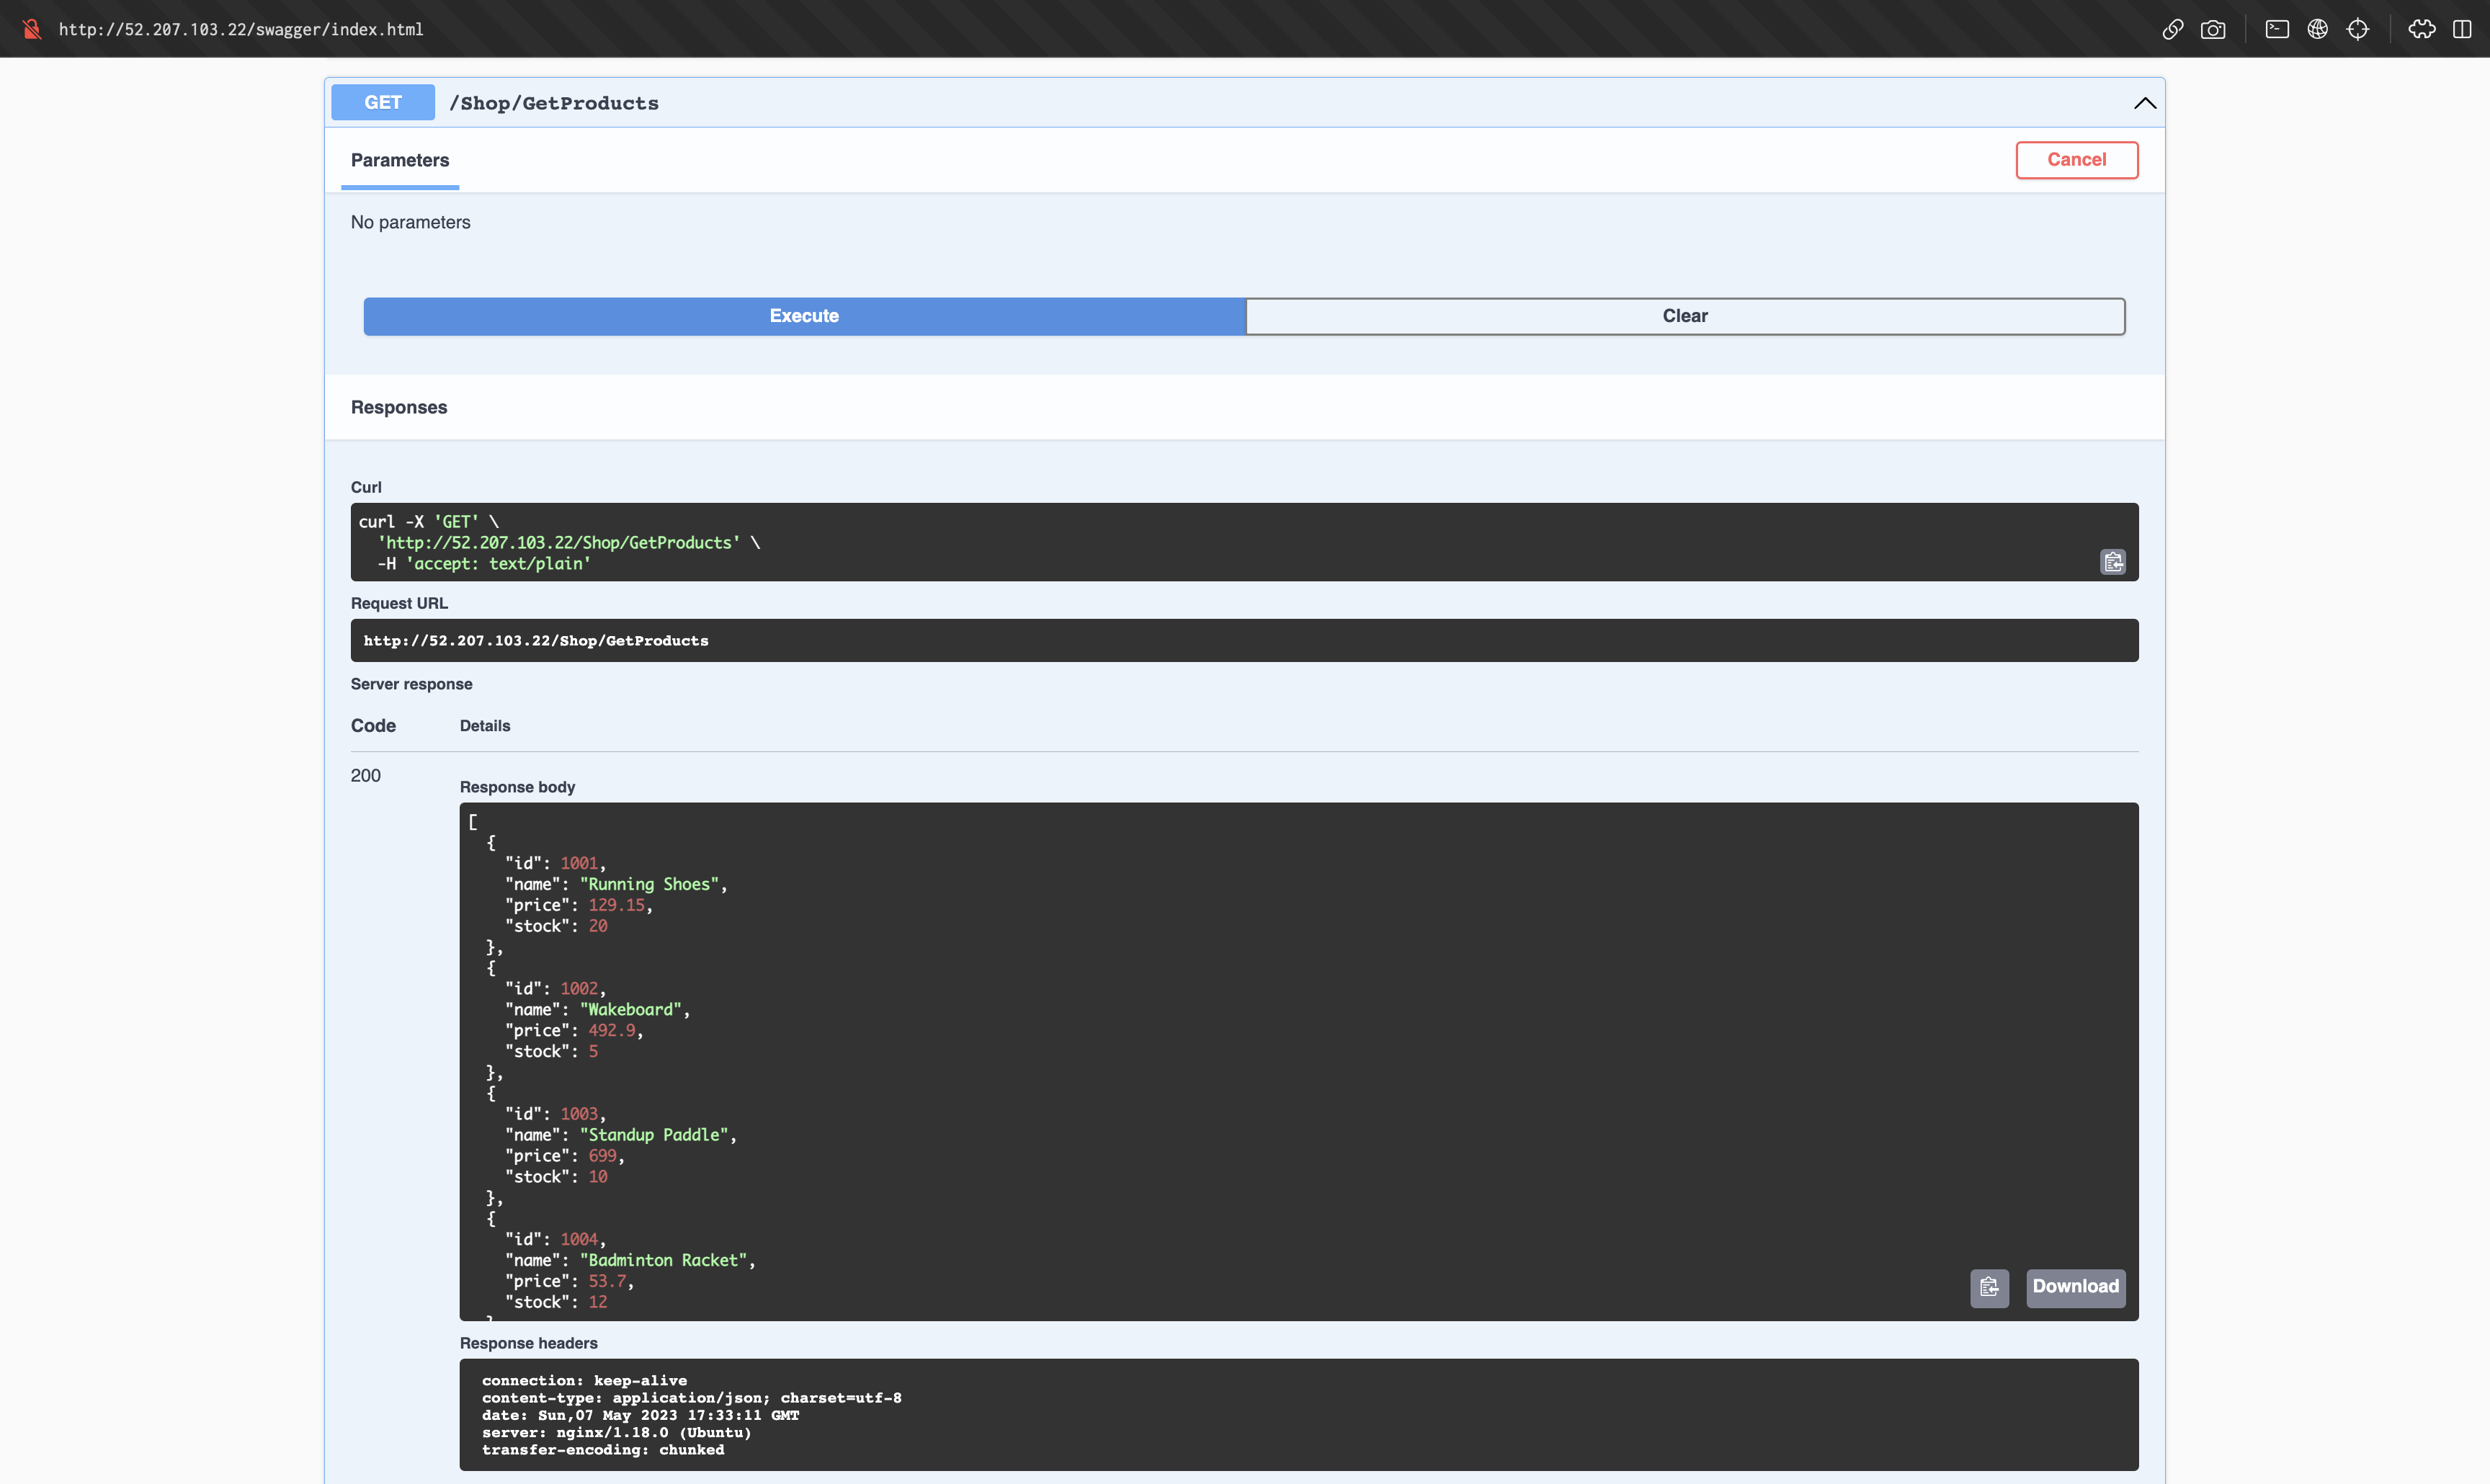 http://52.207.103.22/swagger/index.html
GET /Shop/GetProducts
Parameters
Cancel
No parameters
Execute
Clear
Responses
Curl
curl -X 'GET' \
  'http://52.207.103.22/Shop/GetProducts' \
  -H 'accept: text/plain'
Request URL
http://52.207.103.22/Shop/GetProducts
Server response
Code Details
200
Response body
[
  {
    "id": 1001,
    "name": "Running Shoes",
    "price": 129.15,
    "stock": 20
  },
  {
    "id": 1002,
    "name": "Wakeboard",
    "price": 492.9,
    "stock": 5
  },
  {
    "id": 1003,
    "name": "Standup Paddle",
    "price": 699,
    "stock": 10
  },
  {
    "id": 1004,
    "name": "Badminton Racket",
    "price": 53.7,
    "stock": 12
  }
Download
Response headers
connection: keep-alive
content-type: application/json; charset=utf-8
date: Sun,07 May 2023 17:33:11 GMT
server: nginx/1.18.0 (Ubuntu)
transfer-encoding: chunked